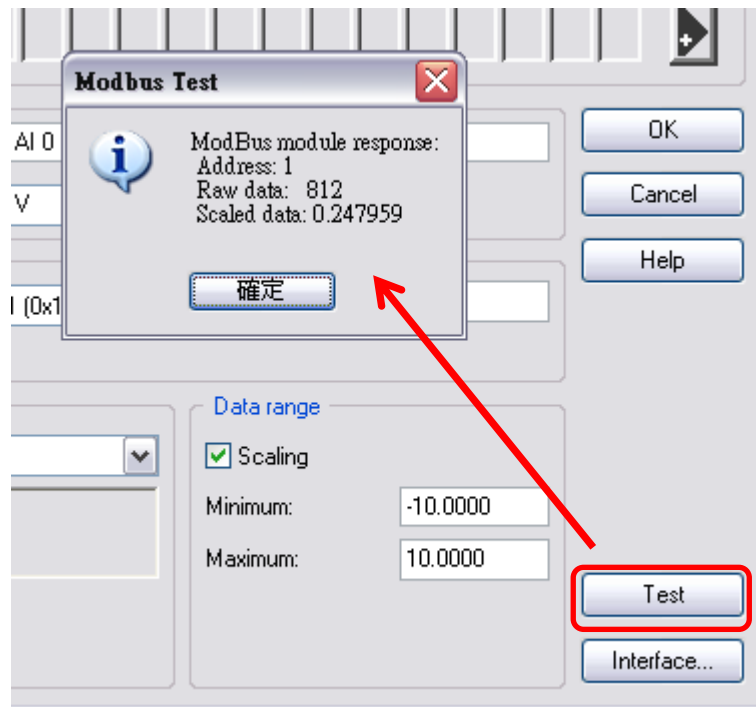 Modbus Test
ModBus module response:
Address: 1
Raw data: 812
Scaled data: 0.247959
確定
AI 0
V
(0x1
OK
Cancel
Help
Data range
Scaling
Minimum: -10.0000
Maximum: 10.0000
Test
Interface...